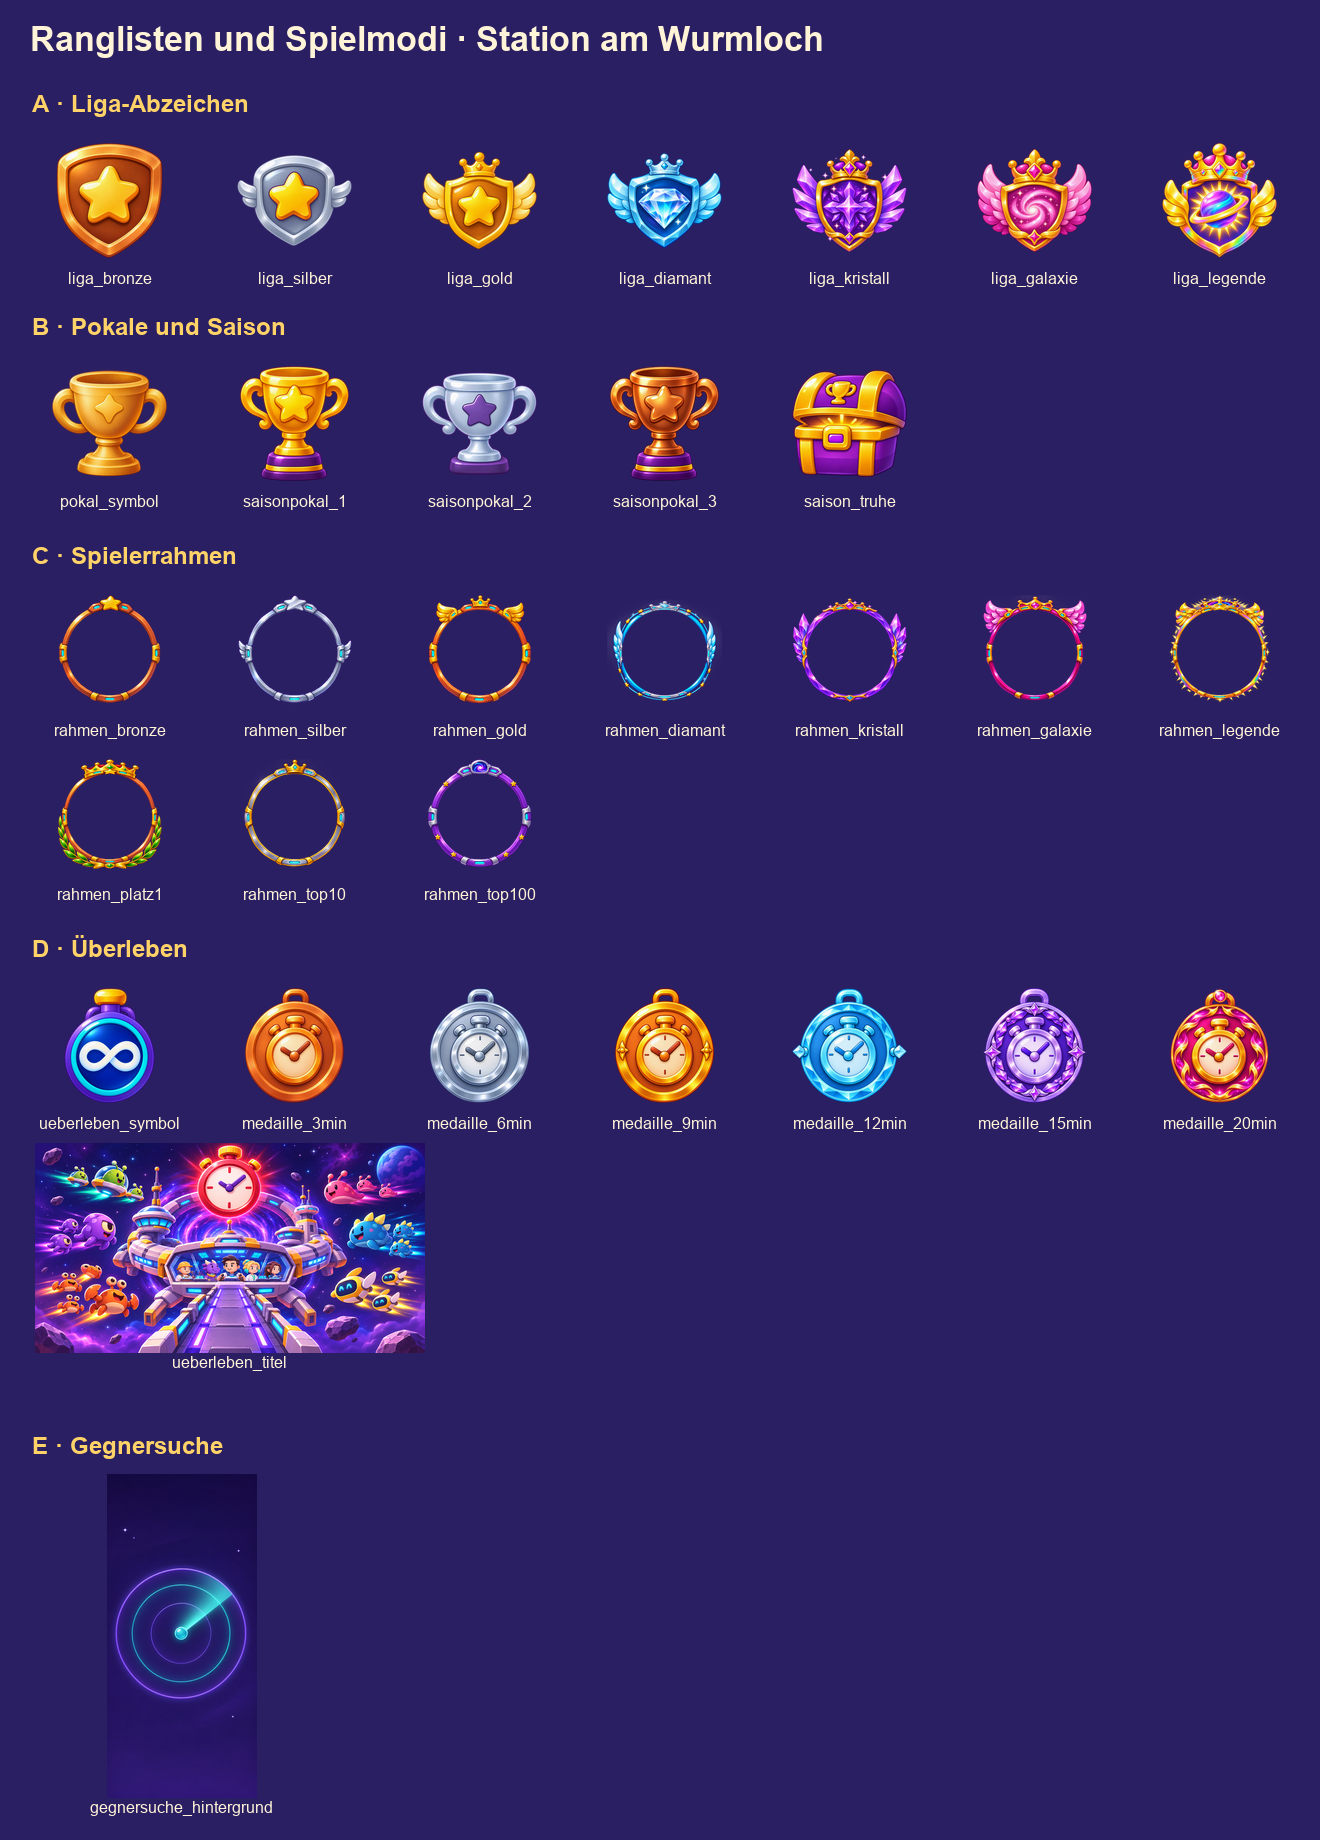 Ranglisten und Spielmodi · Station am Wurmloch
A · Liga-Abzeichen
liga_bronze liga_silber liga_gold liga_diamant liga_kristall liga_galaxie liga_legende
B · Pokale und Saison
pokal_symbol saisonpokal_1 saisonpokal_2 saisonpokal_3 saison_truhe
C · Spielerrahmen
rahmen_bronze rahmen_silber rahmen_gold rahmen_diamant rahmen_kristall rahmen_galaxie rahmen_legende
rahmen_platz1 rahmen_top10 rahmen_top100
D · Überleben
ueberleben_symbol medaille_3min medaille_6min medaille_9min medaille_12min medaille_15min medaille_20min
ueberleben_titel
E · Gegnersuche
gegnersuche_hintergrund